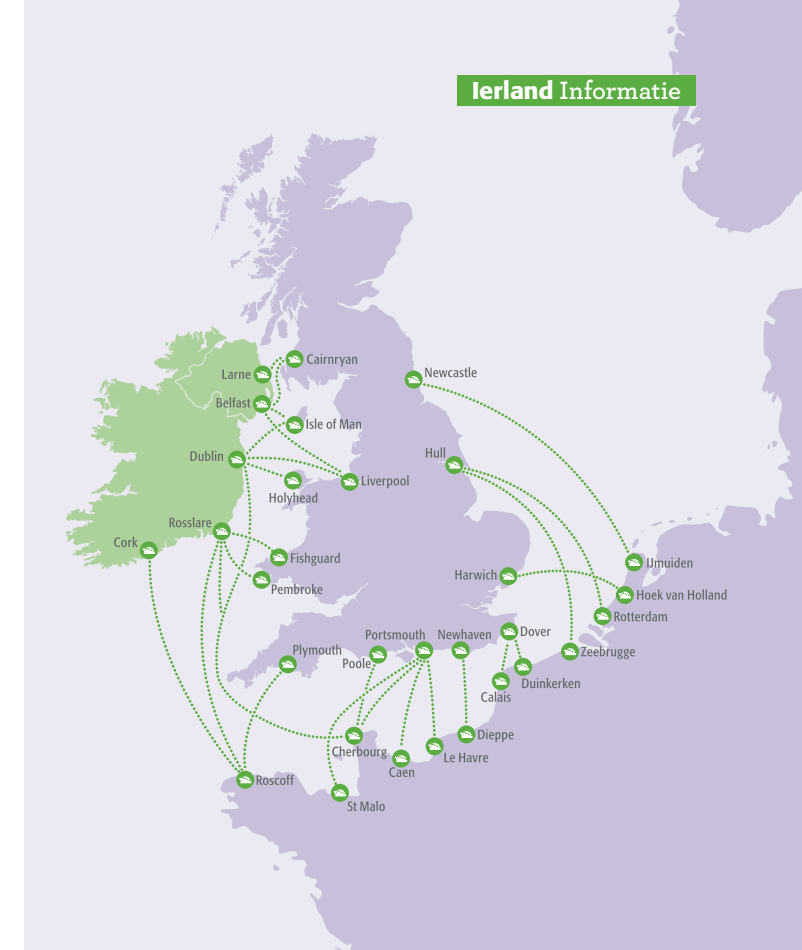 Ierland Informatie
Cairnryan
Larne
Newcastle
Belfast
Isle of Man
Dublin
Hull
Liverpool
Holyhead
Rosslare
Cork
Fishguard
IJmuiden
Harwich
Pembroke
Hoek van Holland
Rotterdam
Portsmouth
Newhaven
Dover
Plymouth
Zeebrugge
Poole
Duinkerken
Calais
Dieppe
Cherbourg
Le Havre
Caen
Roscoff
St Malo